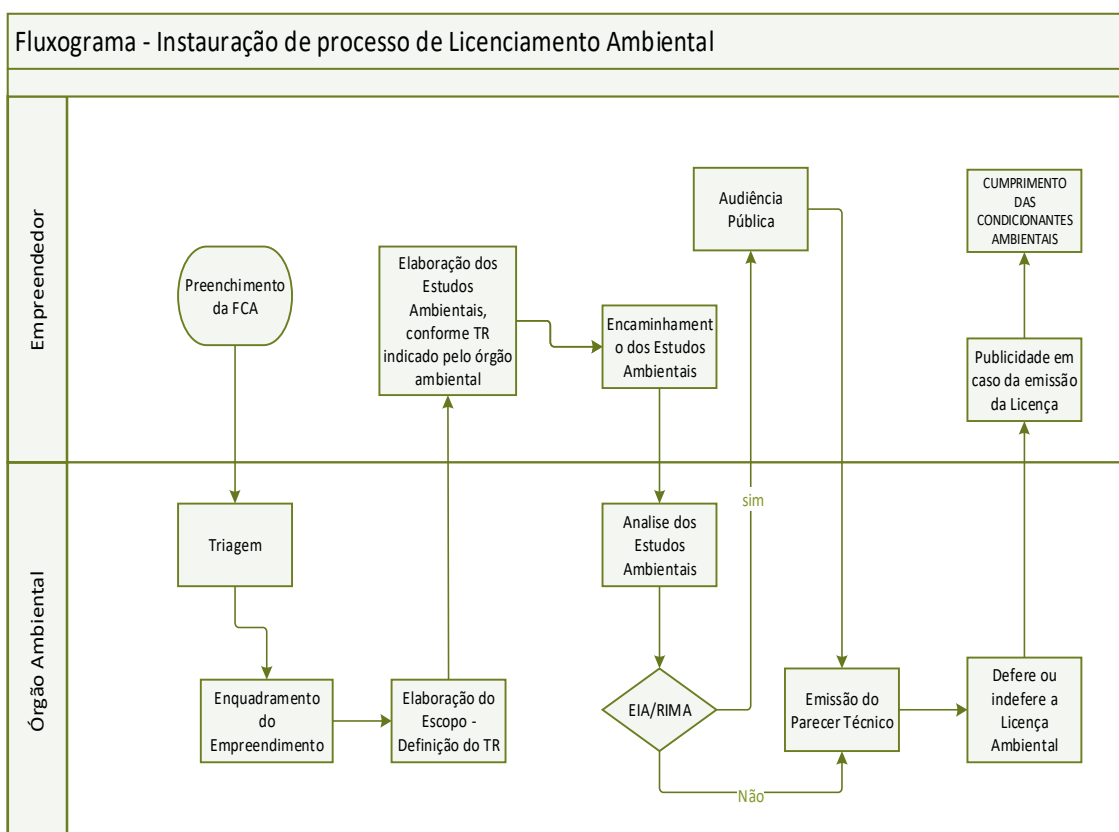 Fluxograma - Instauração de processo de Licenciamento Ambiental
Empreendedor
Preenchimento
da FCA
Elaboração dos
Estudos
Ambientais,
conforme TR
indicado pelo órgão
ambiental
Encaminhament
o dos Estudos
Ambientais
Audiência
Pública
CUMPRIMENTO
DAS
CONDICIONANTES
AMBIENTAIS
Publicidade em
caso da emissão
da Licença
Órgão Ambiental
Triagem
Enquadramento
do
Empreendimento
Elaboração do
Escopo -
Definição do TR
Analise dos
Estudos
Ambientais
EIA/RIMA
sim
Não
Emissão do
Parecer Técnico
Defere ou
indefere a
Licença
Ambiental